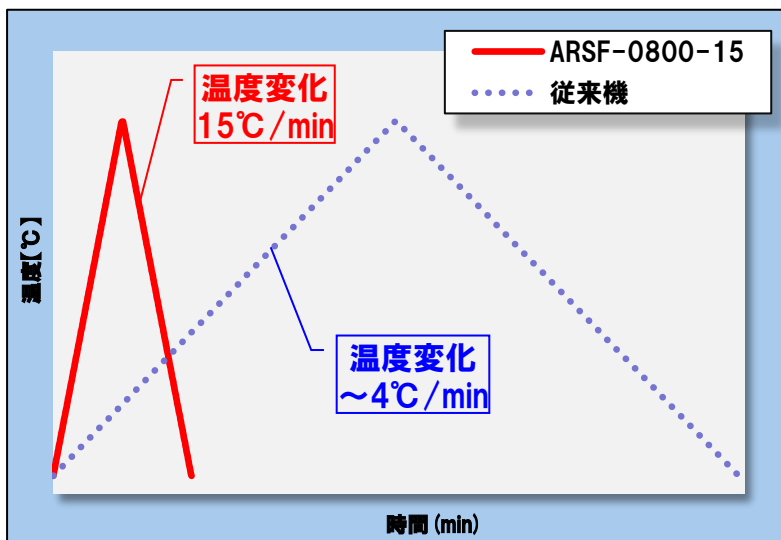 ARSF-0800-15
従来機
温度変化
15℃/min
温度変化
～4℃/min
温度[℃]
時間(min)